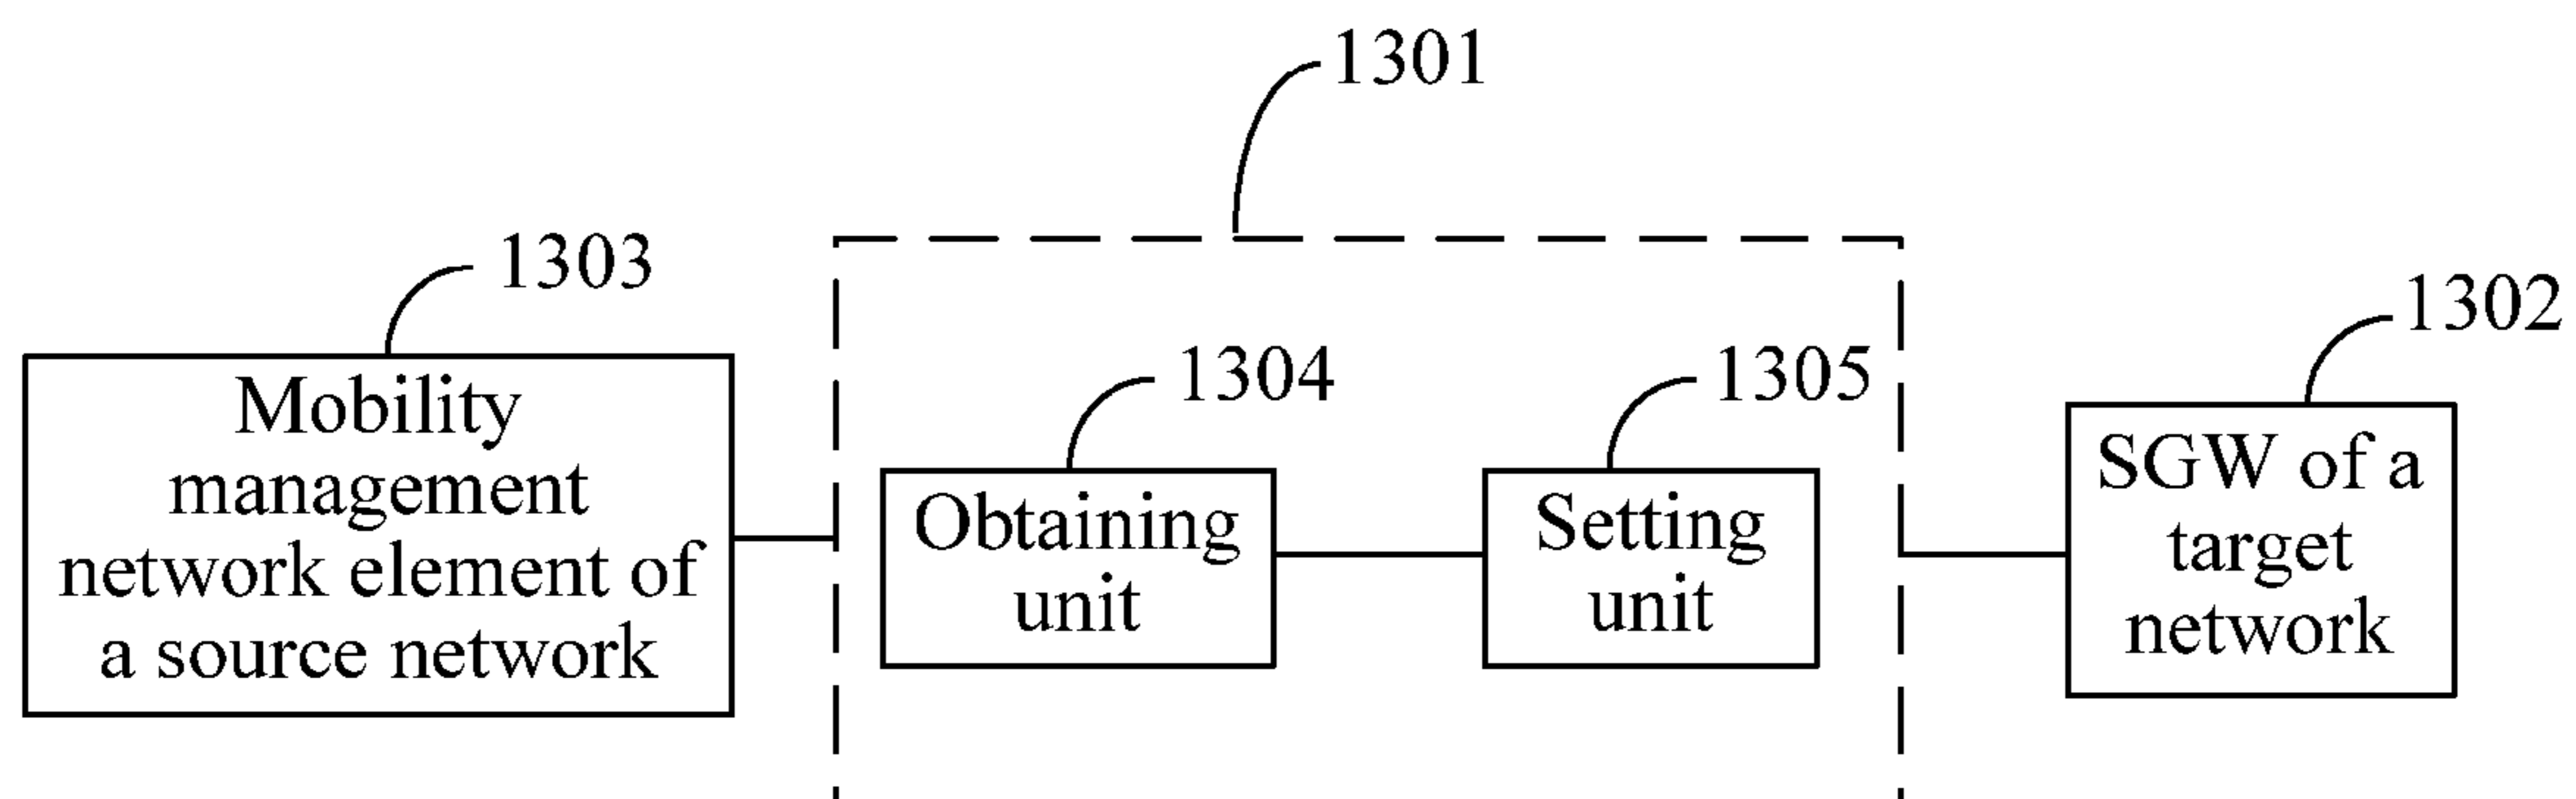 1301
1303
Mobility
management
network element of
a source network
1304
Obtaining
unit
1305
Setting
unit
1302
SGW of a
target
network